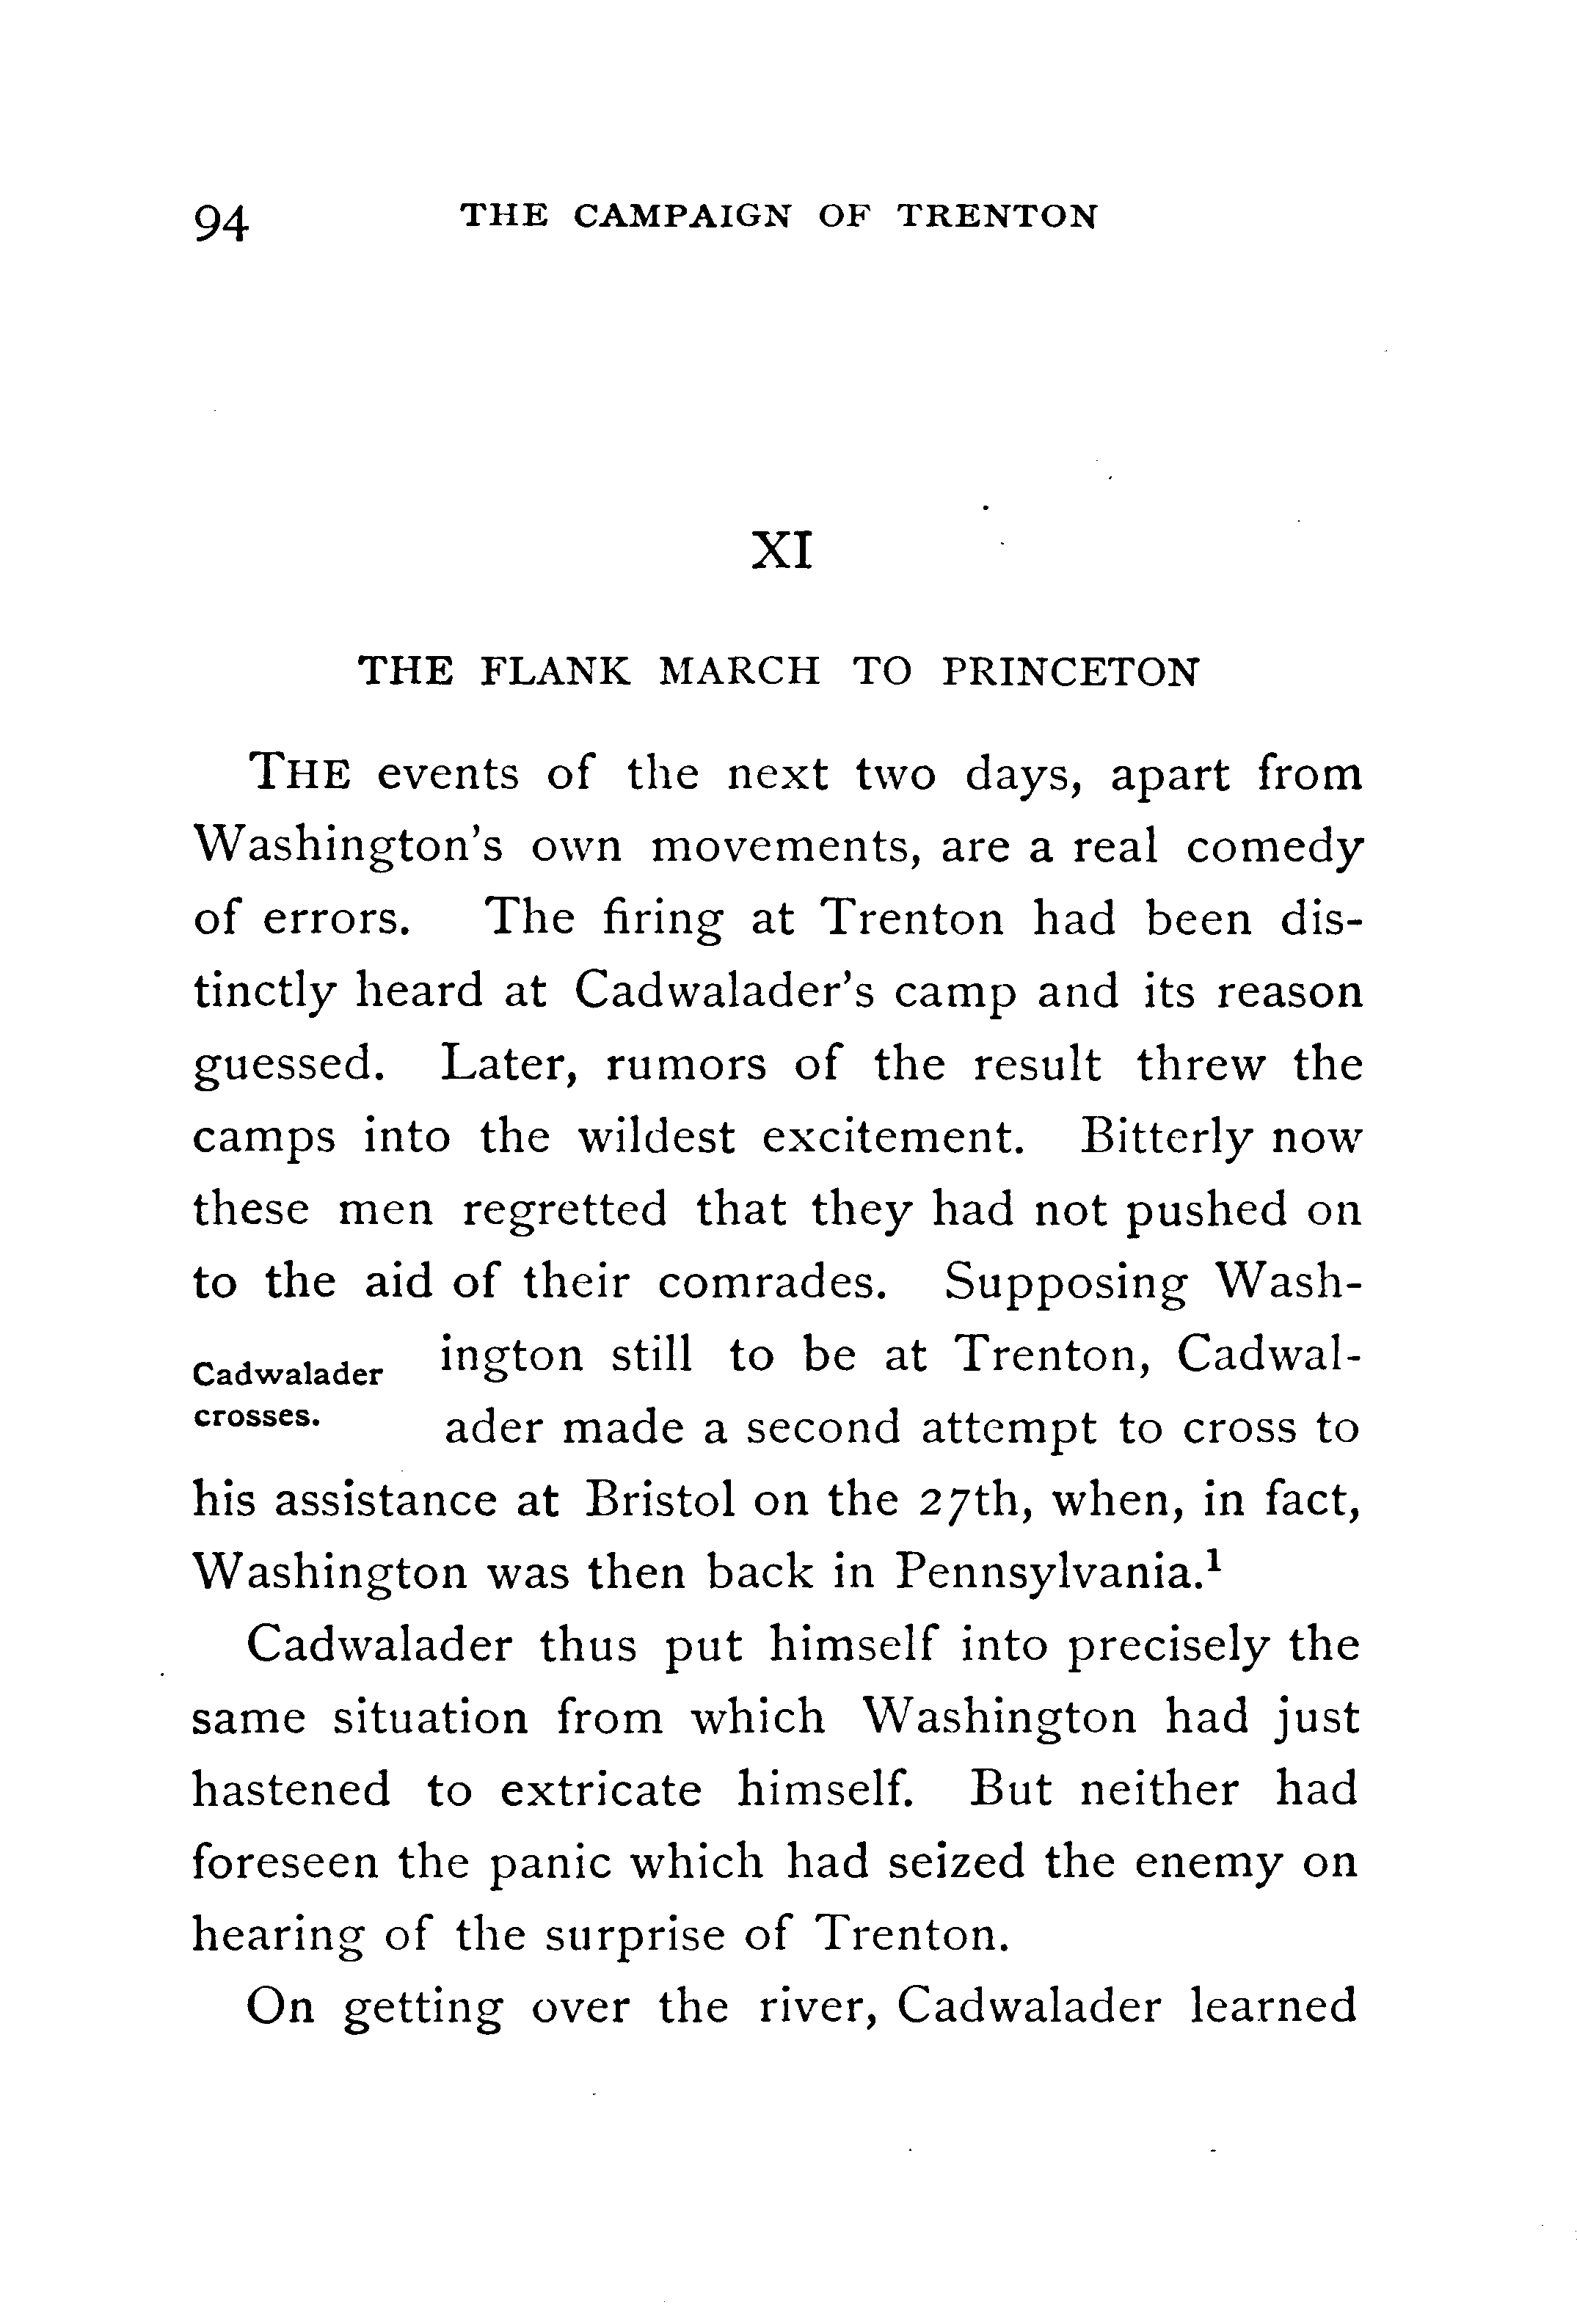 94 THE CAMPAIGN OF TRENTON
XI
THE FLANK MARCH TO PRINCETON
THE events of the next two days, apart from
Washington's own movements, are a real comedy
of errors. The firing at Trenton had been dis-
tinctly heard at Cadwalader's camp and its reason
guessed. Later, rumors of the result threw the
camps into the wildest excitement. Bitterly now
these men regretted that they had not pushed on
to the aid of their comrades. Supposing Wash-
Cadwalader
crosses.
ington still to be at Trenton, Cadwal-
ader made a second attempt to cross to
his assistance at Bristol on the 27th, when, in fact,
Washington was then back in Pennsylvania.¹
Cadwalader thus put himself into precisely the
same situation from which Washington had just
hastened to extricate himself. But neither had
foreseen the panic which had seized the enemy on
hearing of the surprise of Trenton.
On getting over the river, Cadwalader learned